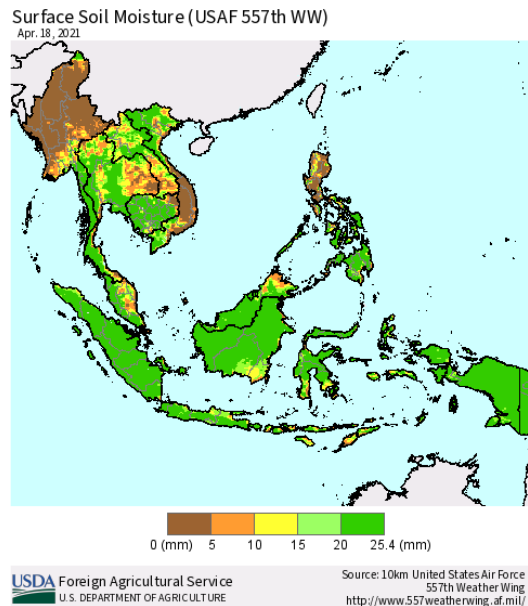 Surface Soil Moisture (USAF 557th WW)
Apr. 18, 2021
0 (mm) 5 10 15 20 25.4 (mm)
USDA Foreign Agricultural Service
U.S. DEPARTMENT OF AGRICULTURE
Source: 10km United States Air Force
557th Weather Wing
http://www.557weatherwing.af.mil/